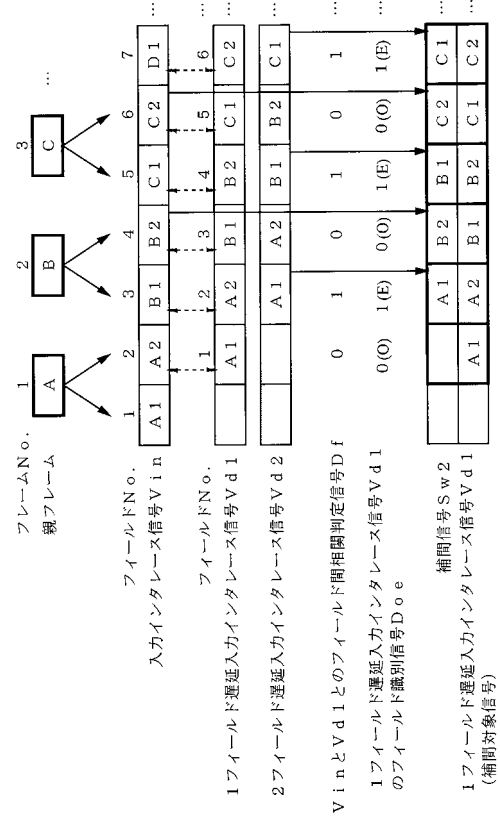 フレームNo. 1 2 3 …
親フレーム A B C
フィールドNo. 1 2 3 4 5 6 7 …
入力インタレース信号Vin A1 A2 B1 B2 C1 C2 D1 …
フィールドNo. 1 2 3 4 5 6 …
1フィールド遅延入力インタレース信号Vd1 A1 A2 B1 B2 C1 C2 …
2フィールド遅延入力インタレース信号Vd2 A1 A2 B1 B2 C1 …
VinとVd1とのフィールド間相関判定信号Df 0 1 0 1 0 1 …
1フィールド遅延入力インタレース信号Vd1
のフィールド識別信号Doe 0(O) 1(E) 0(O) 1(E) 0(O) 1(E) …
補間信号Sw2 A1 B2 B1 C2 C1 …
1フィールド遅延入力インタレース信号Vd1 A1 A2 B1 B2 C1 C2 …
(補間対象信号)